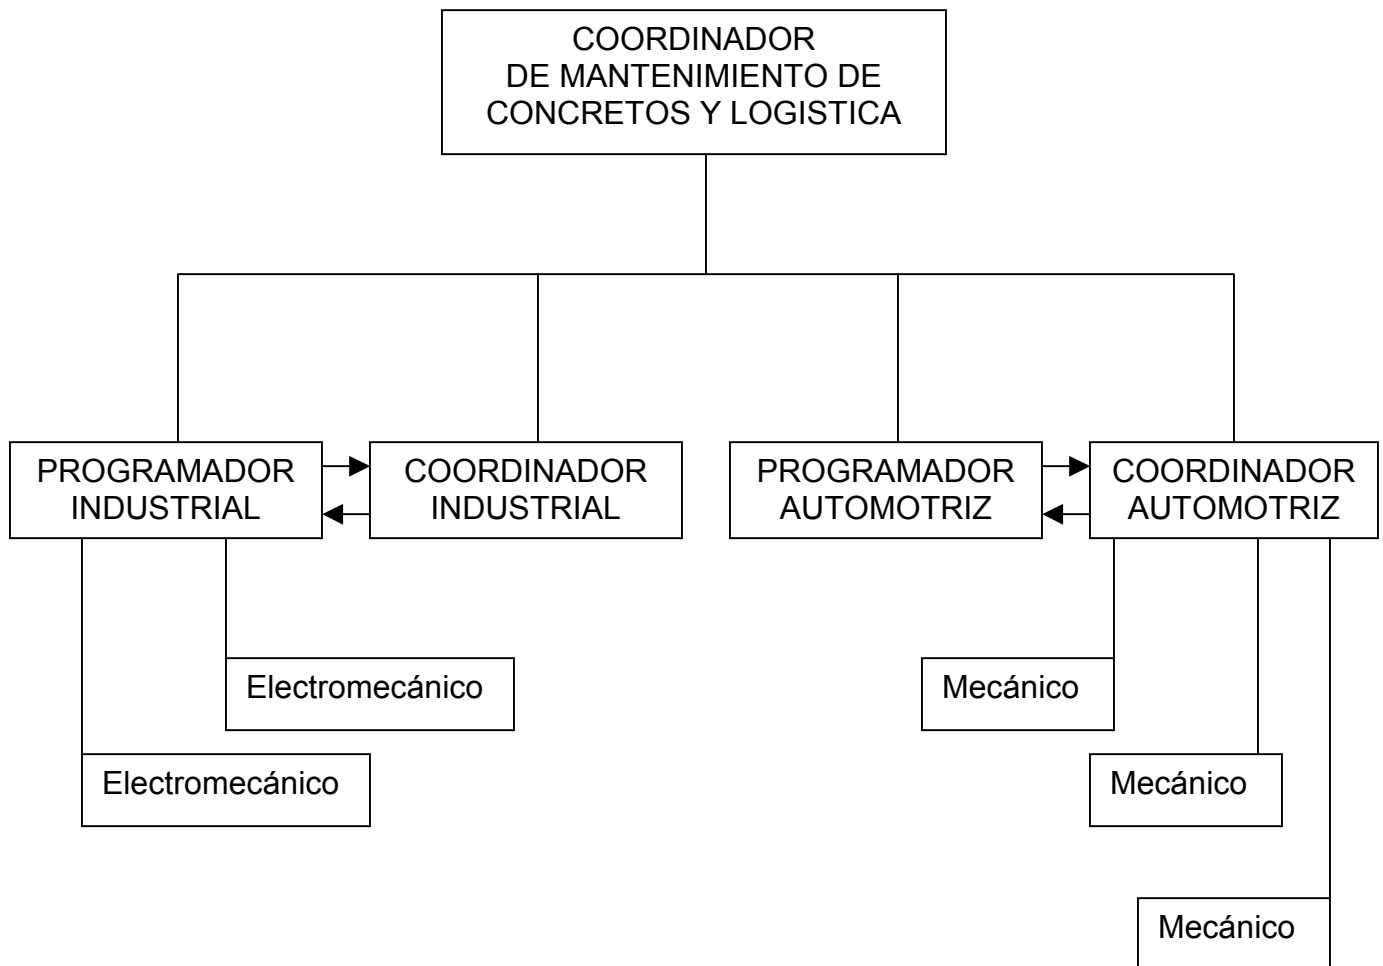 COORDINADOR
DE MANTENIMIENTO DE
CONCRETOS Y LOGISTICA
PROGRAMADOR
INDUSTRIAL
COORDINADOR
INDUSTRIAL
PROGRAMADOR
AUTOMOTRIZ
COORDINADOR
AUTOMOTRIZ
Electromecánico
Mecánico
Electromecánico
Mecánico
Mecánico